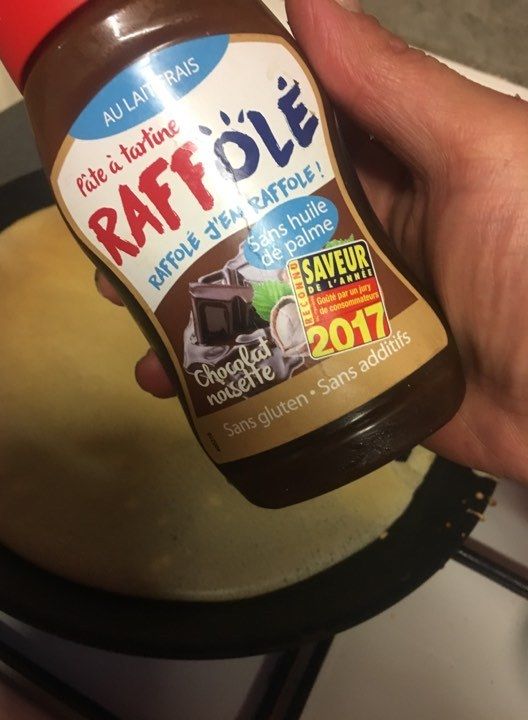 AU LAIT FRAIS
Pâte à tartine
RAFFOLÉ
RAFFOLÉ J'EN RAFFOLE !
Sans huile
de palme
RECONNU
SAVEUR
DE L'ANNÉE
Goûté par un jury
de consommateurs
2017
Chocolat
noisette
Sans gluten • Sans additifs